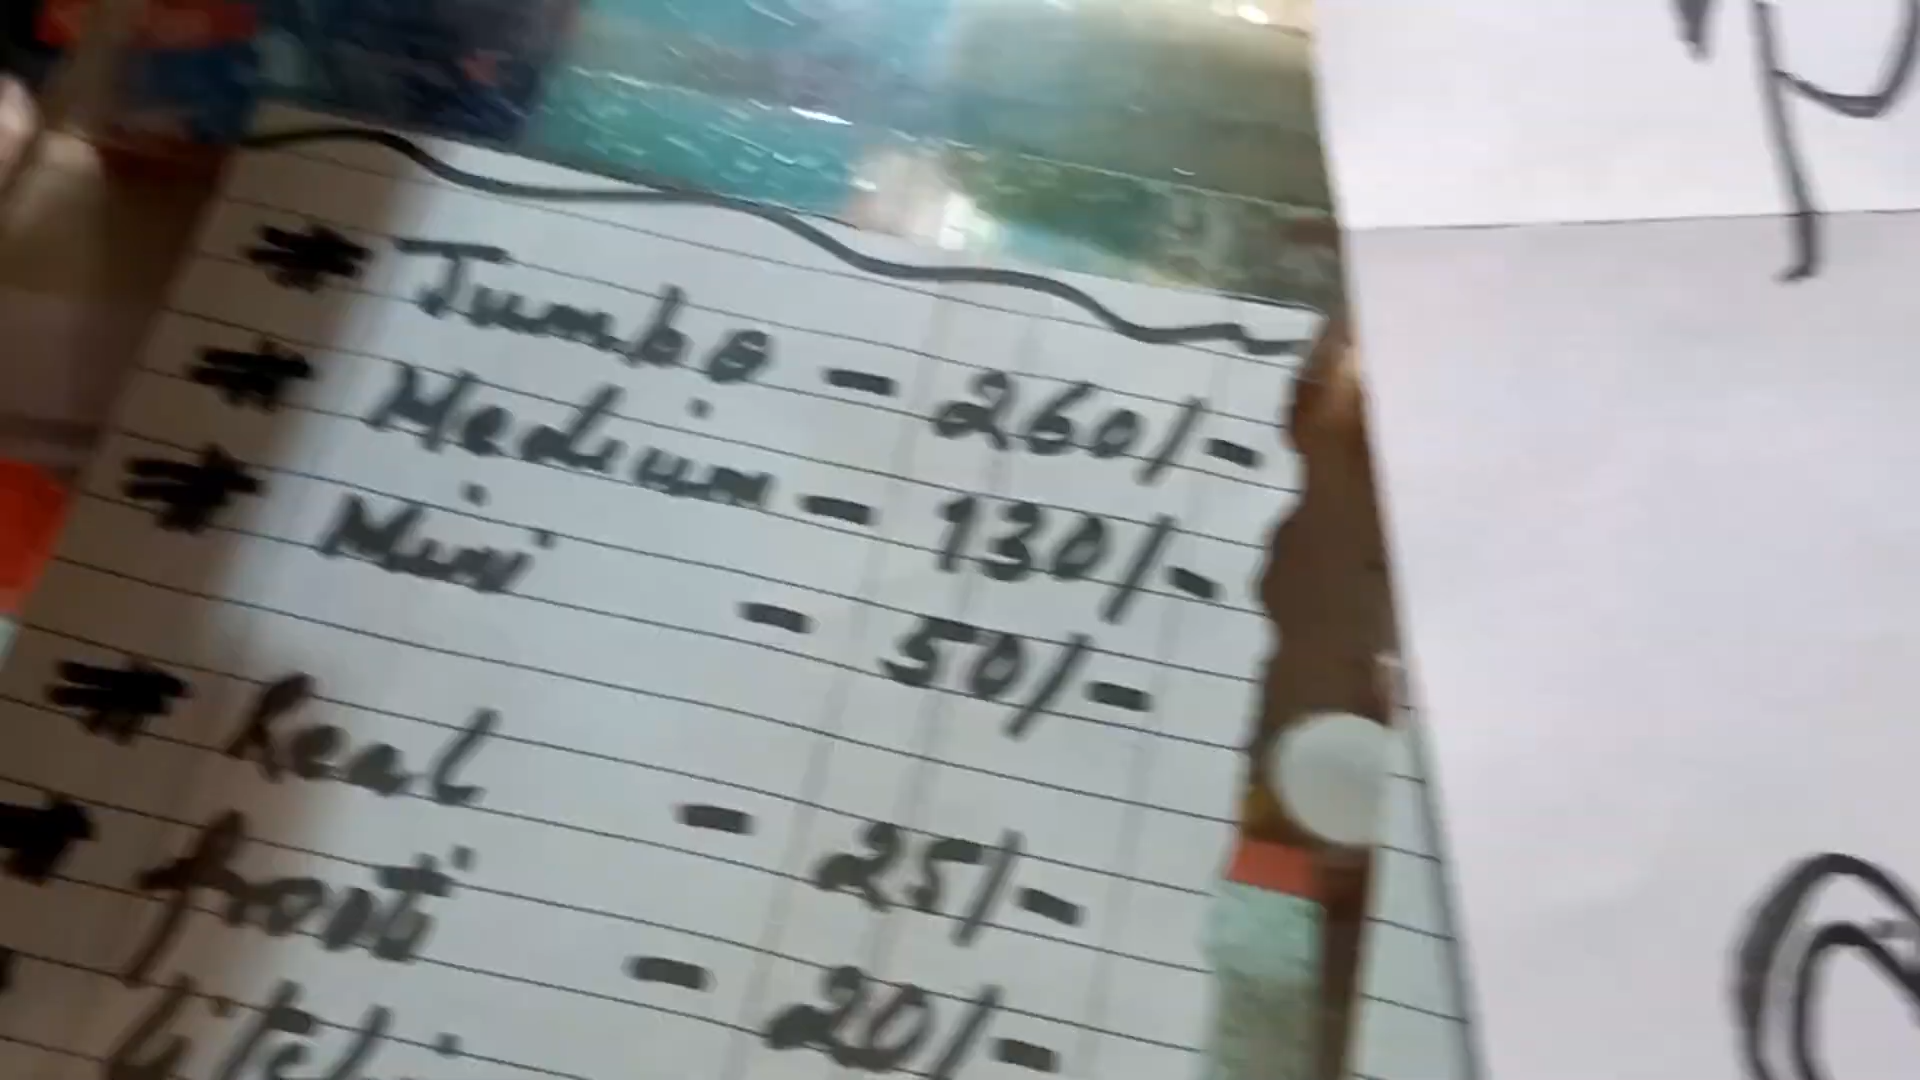 Jumbo - 260/-
Medium - 130/-
Mini - 50/-
Real - 25/-
frooti - 20/-